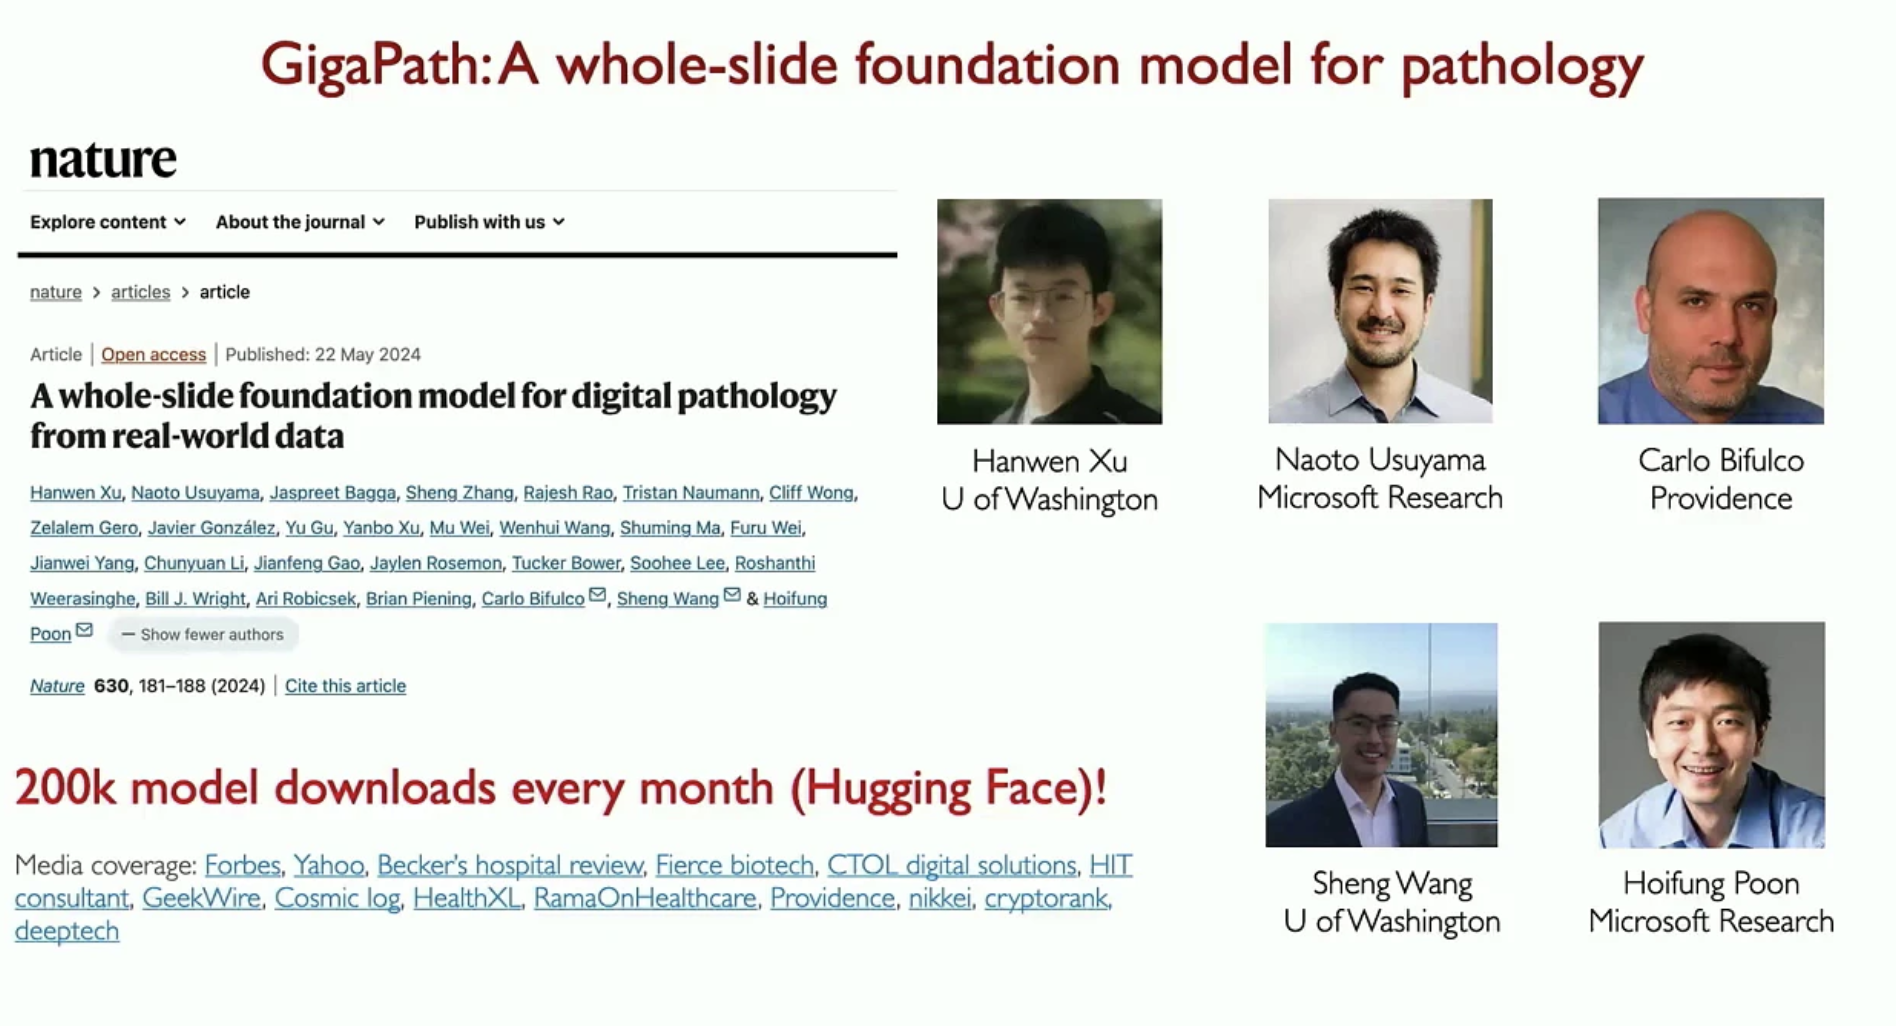 GigaPath: A whole-slide foundation model for pathology
nature
Explore content About the journal Publish with us
nature > articles > article
Article | Open access | Published: 22 May 2024
A whole-slide foundation model for digital pathology
from real-world data
Hanwen Xu, Naoto Usuyama, Jaspreet Bagga, Sheng Zhang, Rajesh Rao, Tristan Naumann, Cliff Wong,
Zelalem Gero, Javier González, Yu Gu, Yanbo Xu, Mu Wei, Wenhui Wang, Shuming Ma, Furu Wei,
Jianwei Yang, Chunyuan Li, Jianfeng Gao, Jaylen Rosemon, Tucker Bower, Soohee Lee, Roshanthi
Weerasinghe, Bill J. Wright, Ari Robicsek, Brian Piening, Carlo Bifulco, Sheng Wang & Hoifung
Poon — Show fewer authors
Nature 630, 181–188 (2024) | Cite this article
Hanwen Xu
U of Washington
Naoto Usuyama
Microsoft Research
Carlo Bifulco
Providence
Sheng Wang
U of Washington
Hoifung Poon
Microsoft Research
200k model downloads every month (Hugging Face)!
Media coverage: Forbes, Yahoo, Becker's hospital review, Fierce biotech, CTOL digital solutions, HIT
consultant, GeekWire, Cosmic log, HealthXL, RamaOnHealthcare, Providence, nikkei, cryptorank,
deeptech